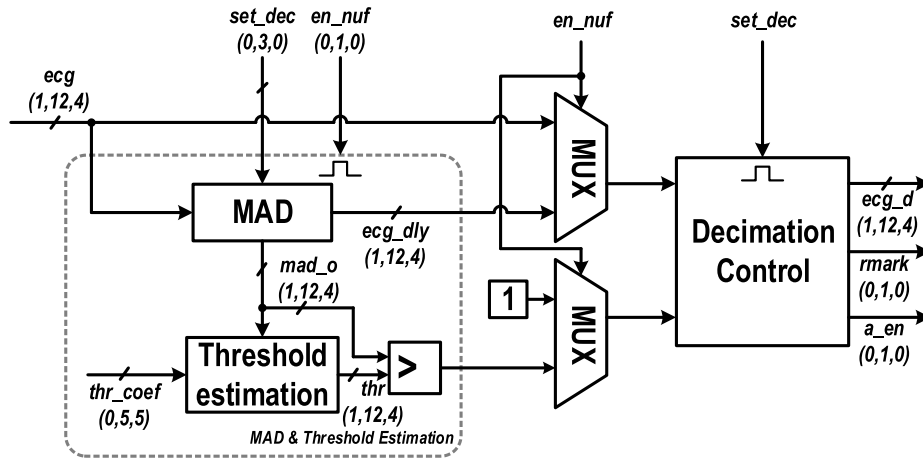 set_dec
(0,3,0)
en_nuf
(0,1,0)
en_nuf
set_dec
ecg
(1,12,4)
MUX
MAD
ecg_dly
(1,12,4)
Decimation
Control
ecg_d
(1,12,4)
rmark
(0,1,0)
a_en
(0,1,0)
mad_o
(1,12,4)
1
MUX
Threshold
estimation
>
thr_coef
(0,5,5)
thr
(1,12,4)
MAD & Threshold Estimation